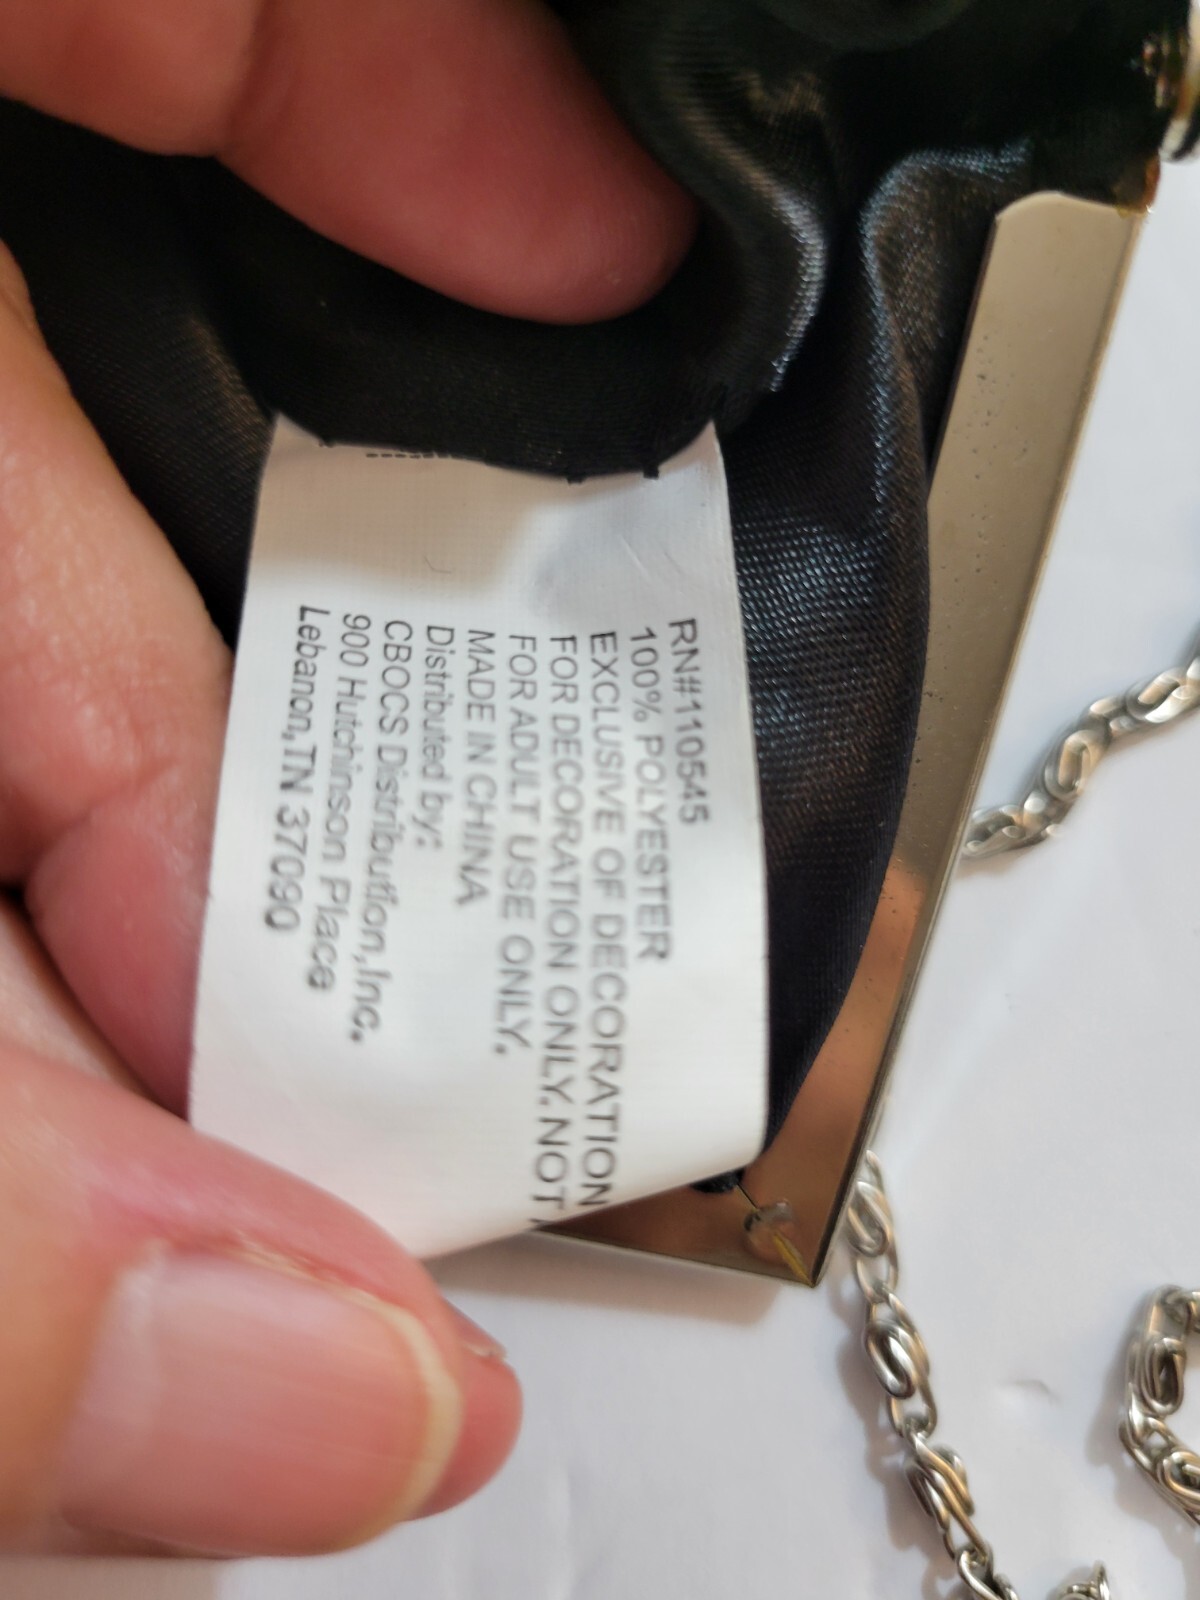 RN#110545
100% POLYESTER
EXCLUSIVE OF DECORATION
FOR DECORATION ONLY. NOT
FOR ADULT USE ONLY.
MADE IN CHINA
Distributed by:
CBOCS Distribution,Inc.
900 Hutchinson Place
Lebanon,TN 37090